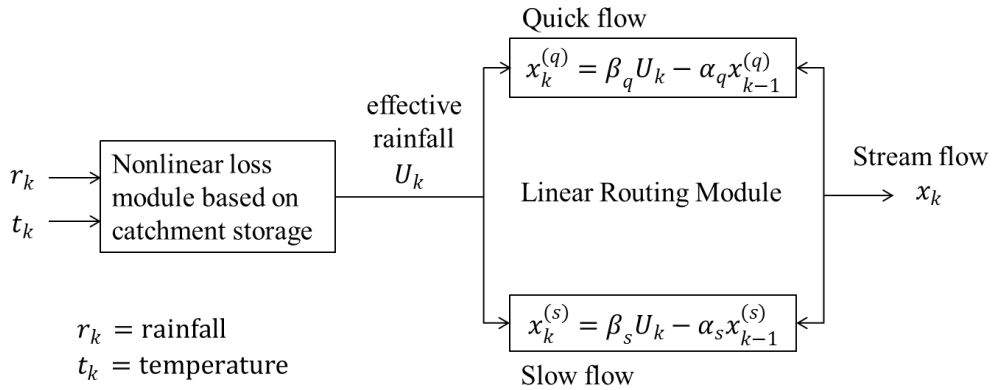 Quick flow
x_k^{(q)} = β_q U_k − α_q x_{k−1}^{(q)}
effective
rainfall
U_k
r_k
t_k
Nonlinear loss
module based on
catchment storage
Linear Routing Module
Stream flow
x_k
x_k^{(s)} = β_s U_k − α_s x_{k−1}^{(s)}
Slow flow
r_k = rainfall
t_k = temperature